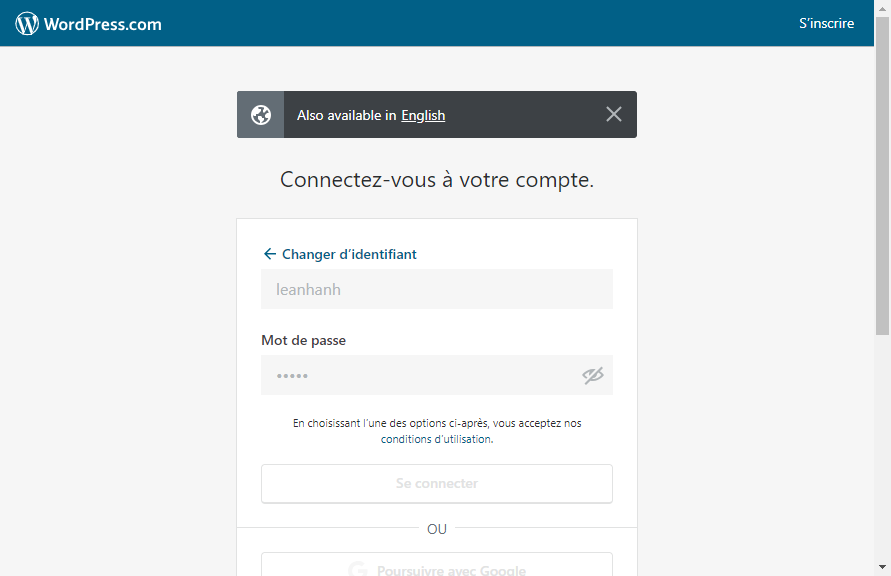 WordPress.com
S'inscrire
Also available in English
Connectez-vous à votre compte.
Changer d'identifiant
leanhanh
Mot de passe
•••••
En choisissant l'une des options ci-après, vous acceptez nos
conditions d'utilisation.
Se connecter
OU
Poursuivre avec Google